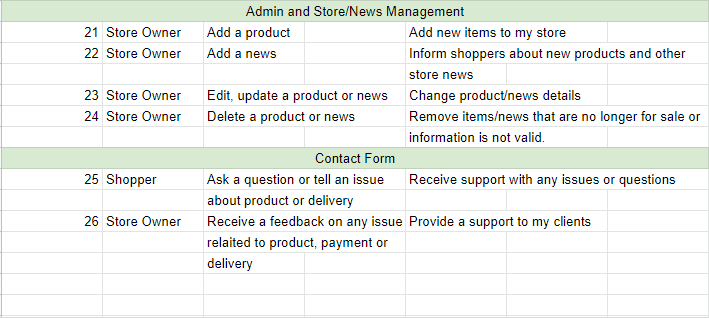 Admin and Store/News Management
21 Store Owner Add a product Add new items to my store
22 Store Owner Add a news Inform shoppers about new products and other
store news
23 Store Owner Edit, update a product or news Change product/news details
24 Store Owner Delete a product or news Remove items/news that are no longer for sale or
information is not valid.
Contact Form
25 Shopper Ask a question or tell an issue Receive support with any issues or questions
about product or delivery
26 Store Owner Receive a feedback on any issue Provide a support to my clients
relaited to product, payment or
delivery